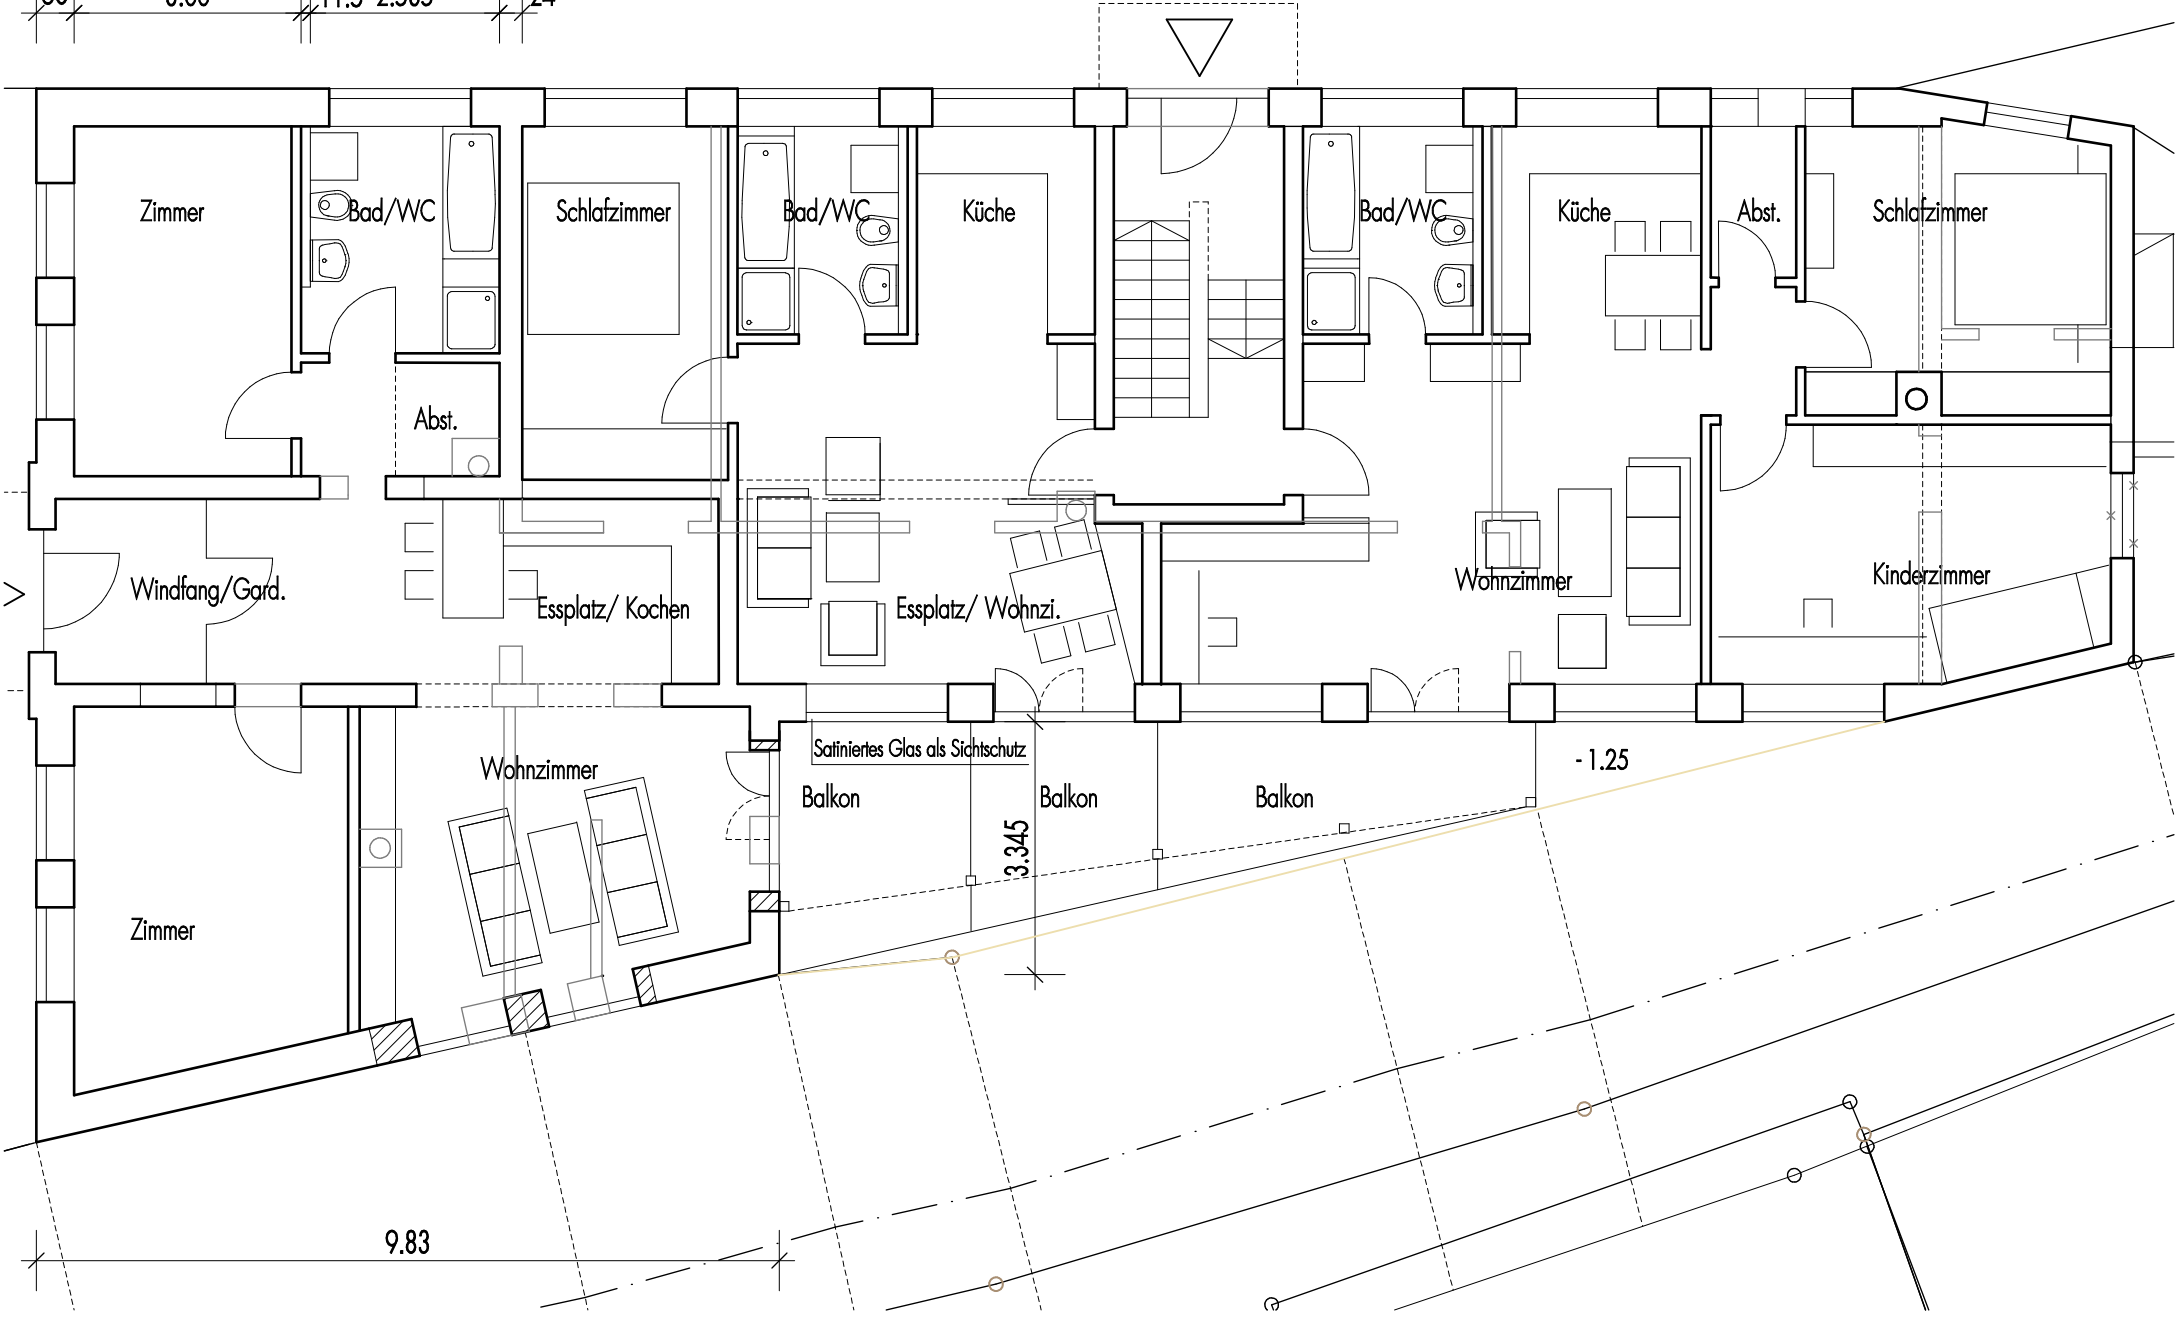 Zimmer
Bad/WC
Schlafzimmer
Bad/WC
Küche
Bad/WC
Küche
Abst.
Schlafzimmer
Abst.
Windfang/Gard.
Essplatz/ Kochen
Essplatz/ Wohnzi.
Wohnzimmer
Kinderzimmer
Satiniertes Glas als Sichtschutz
Wohnzimmer
Balkon
Balkon
Balkon
-1.25
3.345
Zimmer
9.83